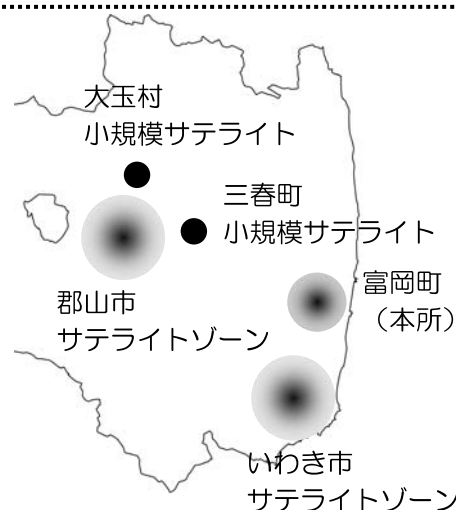 大玉村
小規模サテライト
三春町
小規模サテライト
富岡町
（本所）
郡山市
サテライトゾーン
いわき市
サテライトゾーン